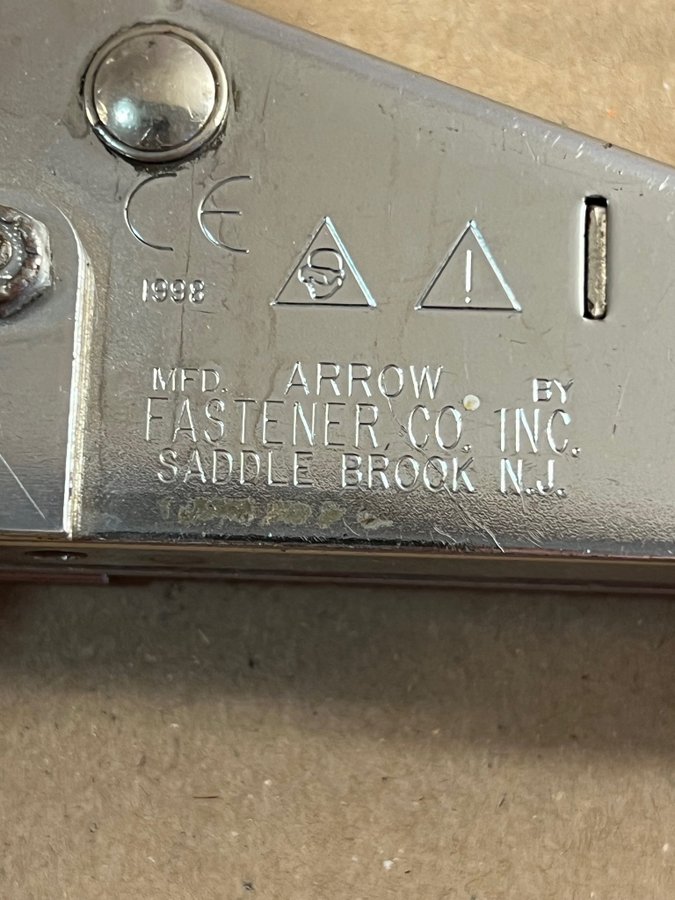 CE
1998
!
MFD. ARROW BY
FASTENER, CO. INC.
SADDLE BROOK N.J.